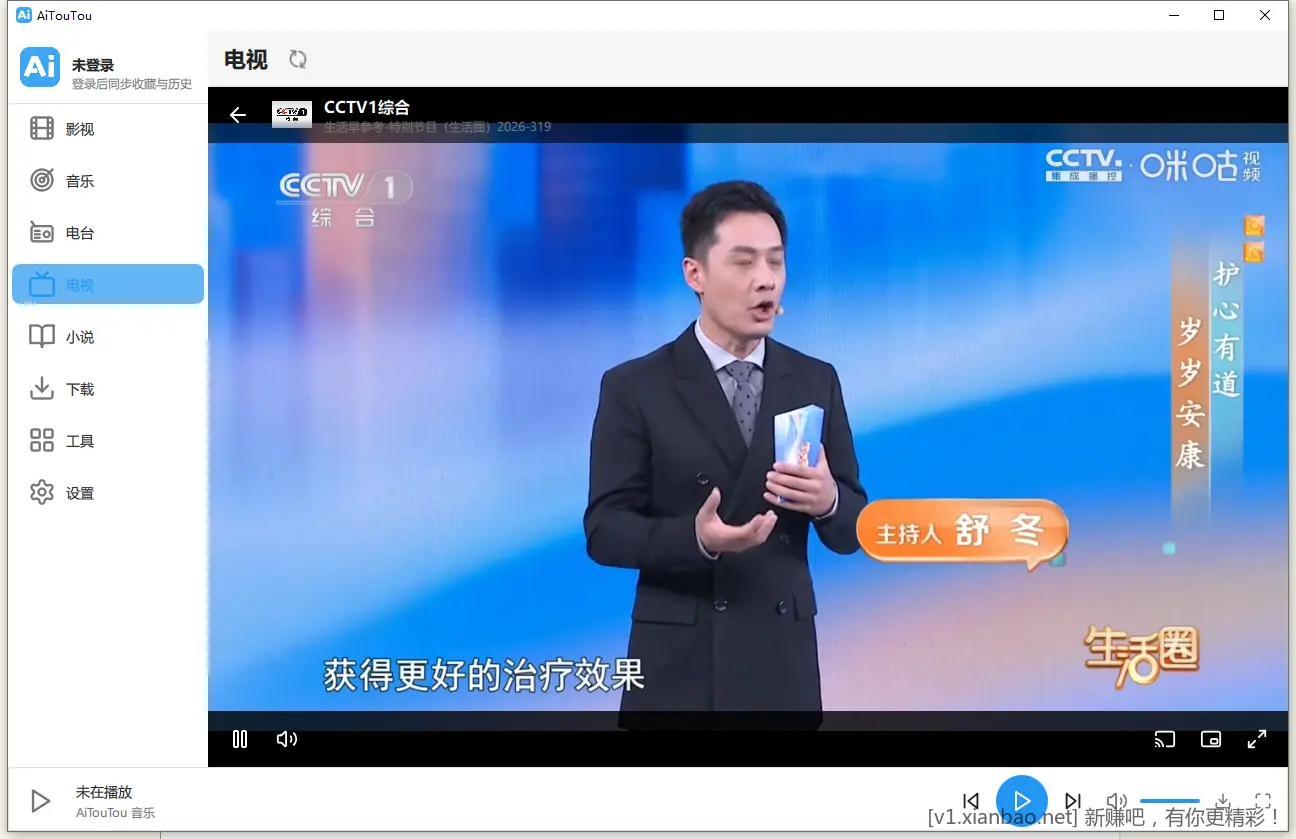 AiTouTou
Ai
未登录
登录后同步收藏与历史
影视
音乐
电台
电视
小说
下载
工具
设置
电视
CCTV1综合
生活早参考-特别节目（生活圈）2026-319
CCTV 1
综 合
CCTV. 咪咕 视频
集成播控
护心有道
岁岁安康
主持人 舒 冬
生活圈
获得更好的治疗效果
未在播放
AiTouTou 音乐
[v1.xianbao.net] 新赚吧，有你更精彩！